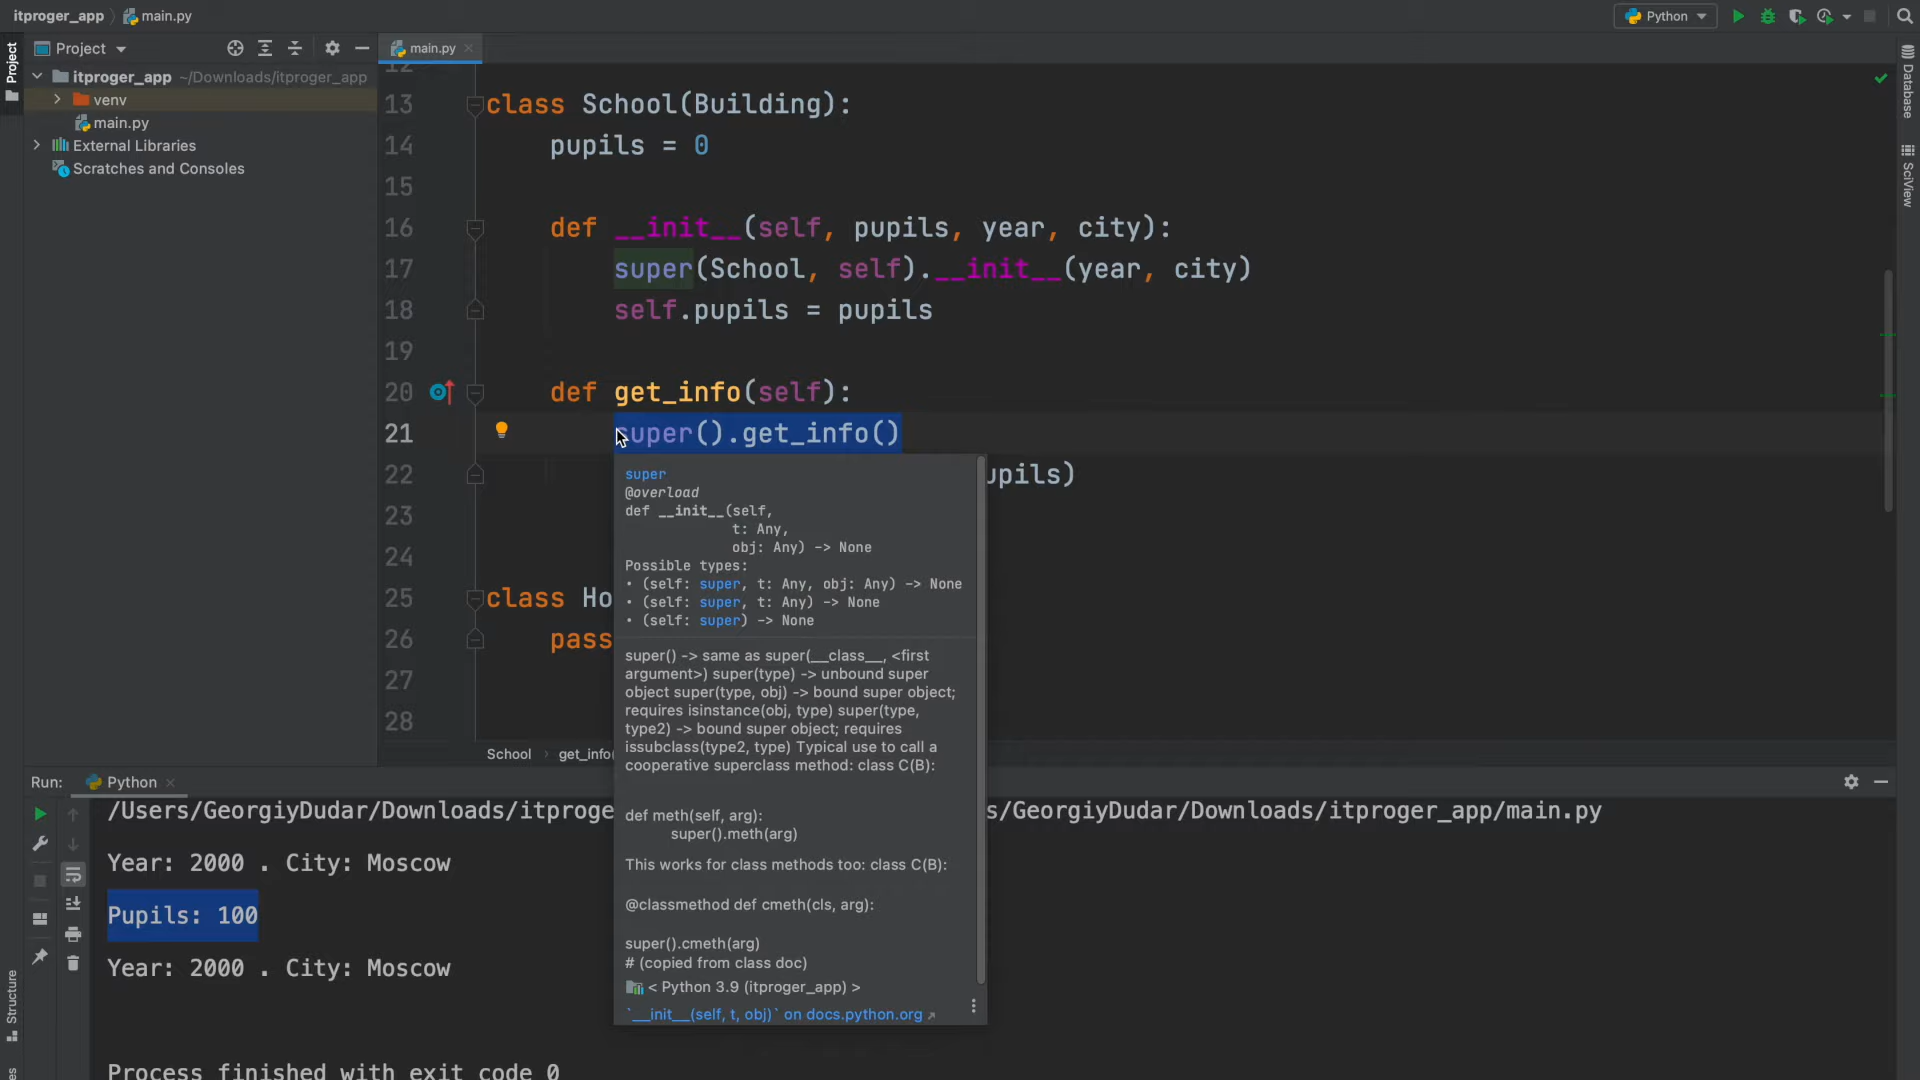 itproger_app
main.py
Python
Project
Project
main.py
itproger_app ~/Downloads/itproger_app
venv
main.py
External Libraries
Scratches and Consoles
Database
SciView
12
13 class School(Building):
14 pupils = 0
15
16 def __init__(self, pupils, year, city):
17 super(School, self).__init__(year, city)
18 self.pupils = pupils
19
20 def get_info(self):
21 super().get_info()
22 upils)
23
24
25 class Ho
26 pass
27
28
super
@overload
def __init__(self,
t: Any,
obj: Any) -> None
Possible types:
• (self: super, t: Any, obj: Any) -> None
• (self: super, t: Any) -> None
• (self: super) -> None
super() -> same as super(__class__, <first
argument>) super(type) -> unbound super
object super(type, obj) -> bound super object;
requires isinstance(obj, type) super(type,
type2) -> bound super object; requires
issubclass(type2, type) Typical use to call a
cooperative superclass method: class C(B):
def meth(self, arg):
super().meth(arg)
This works for class methods too: class C(B):
@classmethod def cmeth(cls, arg):
super().cmeth(arg)
# (copied from class doc)
< Python 3.9 (itproger_app) >
`__init__(self, t, obj)` on docs.python.org
School
get_info(
Run:
Python
/Users/GeorgiyDudar/Downloads/itproge s/GeorgiyDudar/Downloads/itproger_app/main.py
Year: 2000 . City: Moscow
Pupils: 100
Year: 2000 . City: Moscow
Process finished with exit code 0
Structure